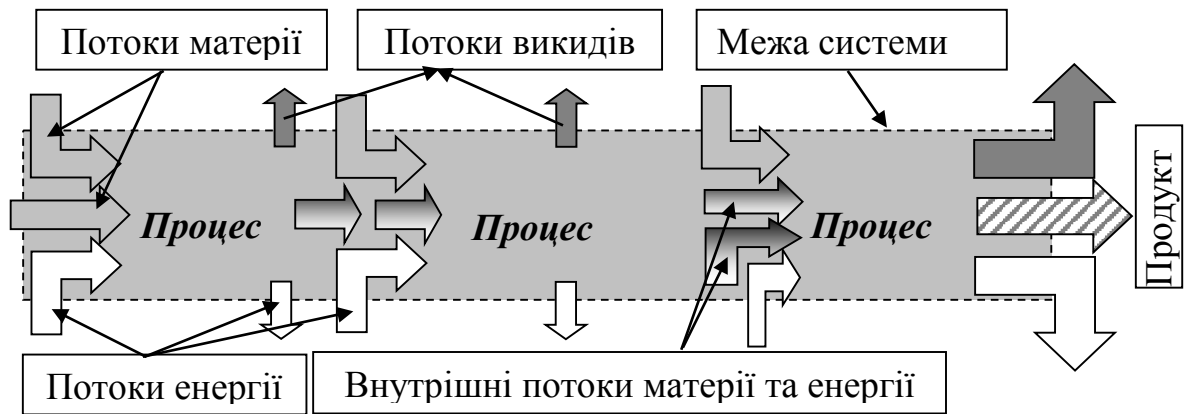 Потоки матерії
Потоки викидів
Межа системи
Процес
Процес
Процес
Продукт
Потоки енергії
Внутрішні потоки матерії та енергії